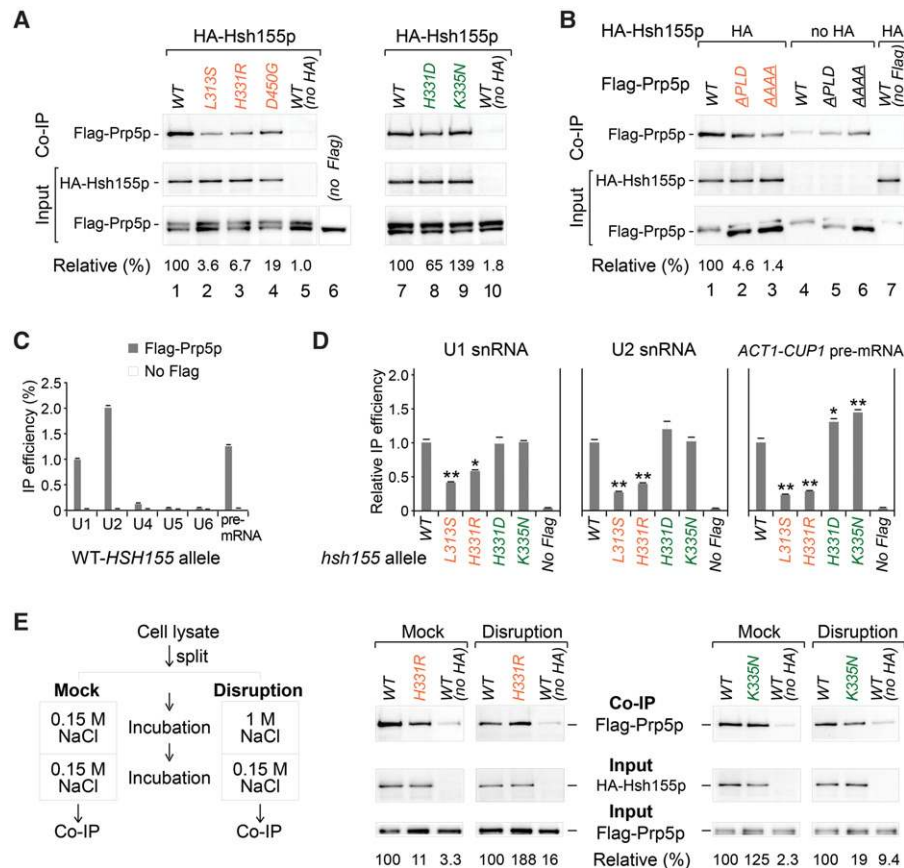 A
HA-Hsh155p
HA-Hsh155p
WT
L313S
H331R
D450G
WT (no HA)
(no Flag)
WT
H331D
K335N
WT (no HA)
Co-IP
Flag-Prp5p
Input
HA-Hsh155p
Flag-Prp5p
Relative (%)
100 3.6 6.7 19 1.0
100 65 139 1.8
1 2 3 4 5 6
7 8 9 10
B
HA-Hsh155p
HA
no HA
HA
Flag-Prp5p
WT
ΔPLD
AAAA
WT
ΔPLD
AAAA
WT (no Flag)
Co-IP
Flag-Prp5p
Input
HA-Hsh155p
Flag-Prp5p
Relative (%)
100 4.6 1.4
1 2 3 4 5 6 7
C
Flag-Prp5p
No Flag
IP efficiency (%)
2.5
2.0
1.5
1.0
0.5
0
U1 U2 U4 U5 U6 pre-mRNA
WT-HSH155 allele
D
U1 snRNA
U2 snRNA
ACT1-CUP1 pre-mRNA
Relative IP efficiency
2.0
1.5
1.0
0.5
0
** *
** **
** ** * **
hsh155 allele
WT L313S H331R H331D K335N No Flag
WT L313S H331R H331D K335N No Flag
WT L313S H331R H331D K335N No Flag
E
Cell lysate
split
Mock
Disruption
0.15 M NaCl
Incubation
1 M NaCl
0.15 M NaCl
Incubation
0.15 M NaCl
Co-IP
Co-IP
Mock
Disruption
WT
H331R
WT (no HA)
WT
H331R
WT (no HA)
Mock
Disruption
WT
K335N
WT (no HA)
WT
K335N
WT (no HA)
Co-IP
Flag-Prp5p
Input
HA-Hsh155p
Input
Flag-Prp5p
100 11 3.3 100 188 16 Relative (%) 100 125 2.3 100 19 9.4